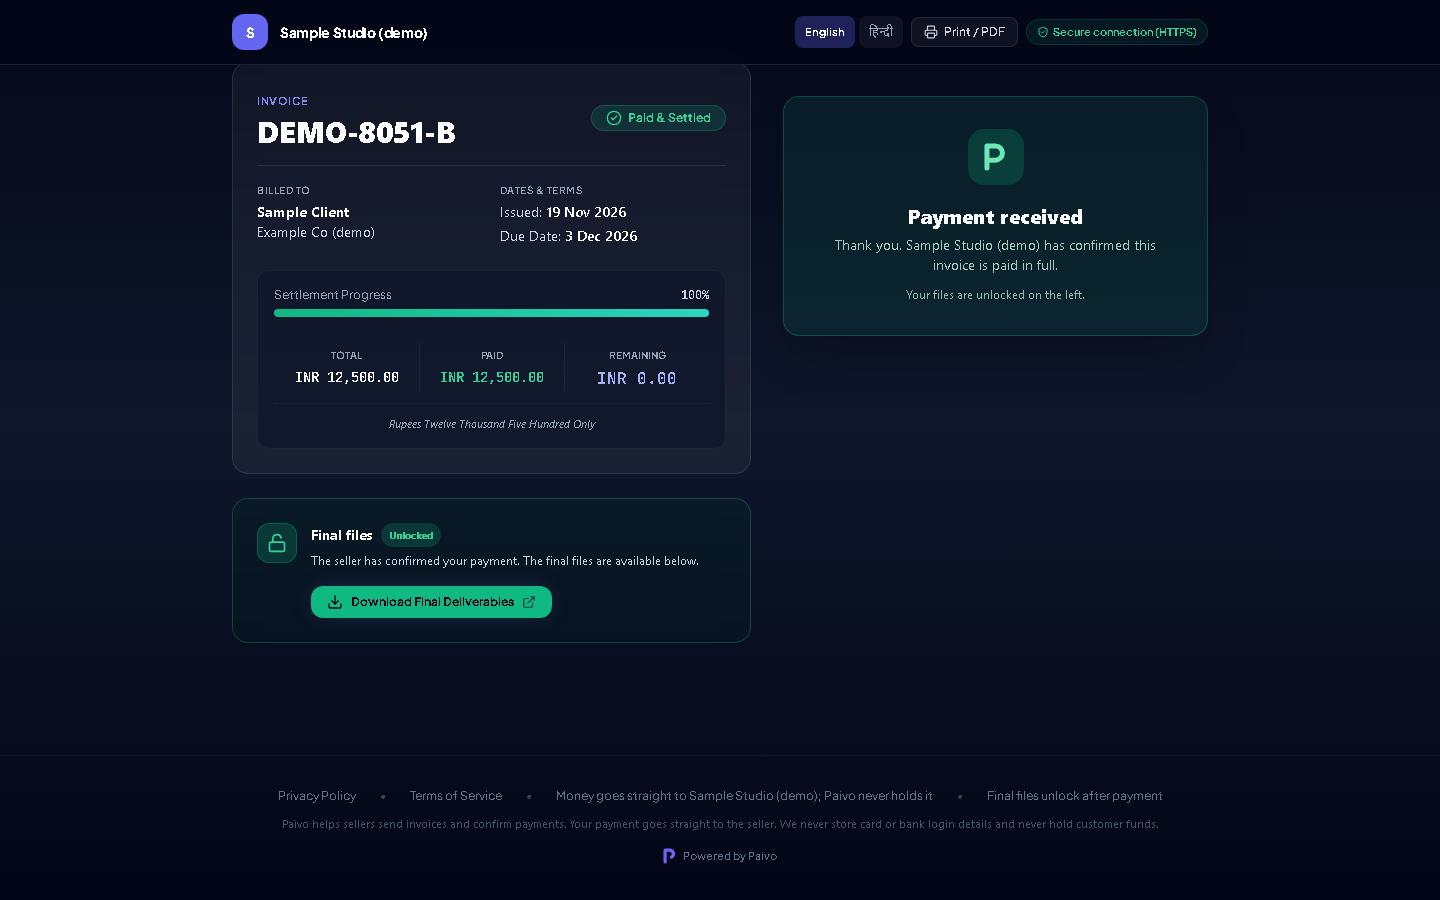 S
Sample Studio (demo)
English
हिन्दी
Print / PDF
Secure connection (HTTPS)
INVOICE
DEMO-8051-B
Paid & Settled
BILLED TO
Sample Client
Example Co (demo)
DATES & TERMS
Issued: 19 Nov 2026
Due Date: 3 Dec 2026
Settlement Progress
100%
TOTAL
INR 12,500.00
PAID
INR 12,500.00
REMAINING
INR 0.00
Rupees Twelve Thousand Five Hundred Only
Final files
Unlocked
The seller has confirmed your payment. The final files are available below.
Download Final Deliverables
P
Payment received
Thank you. Sample Studio (demo) has confirmed this
invoice is paid in full.
Your files are unlocked on the left.
Privacy Policy • Terms of Service • Money goes straight to Sample Studio (demo); Paivo never holds it • Final files unlock after payment
Paivo helps sellers send invoices and confirm payments. Your payment goes straight to the seller. We never store card or bank login details and never hold customer funds.
P Powered by Paivo